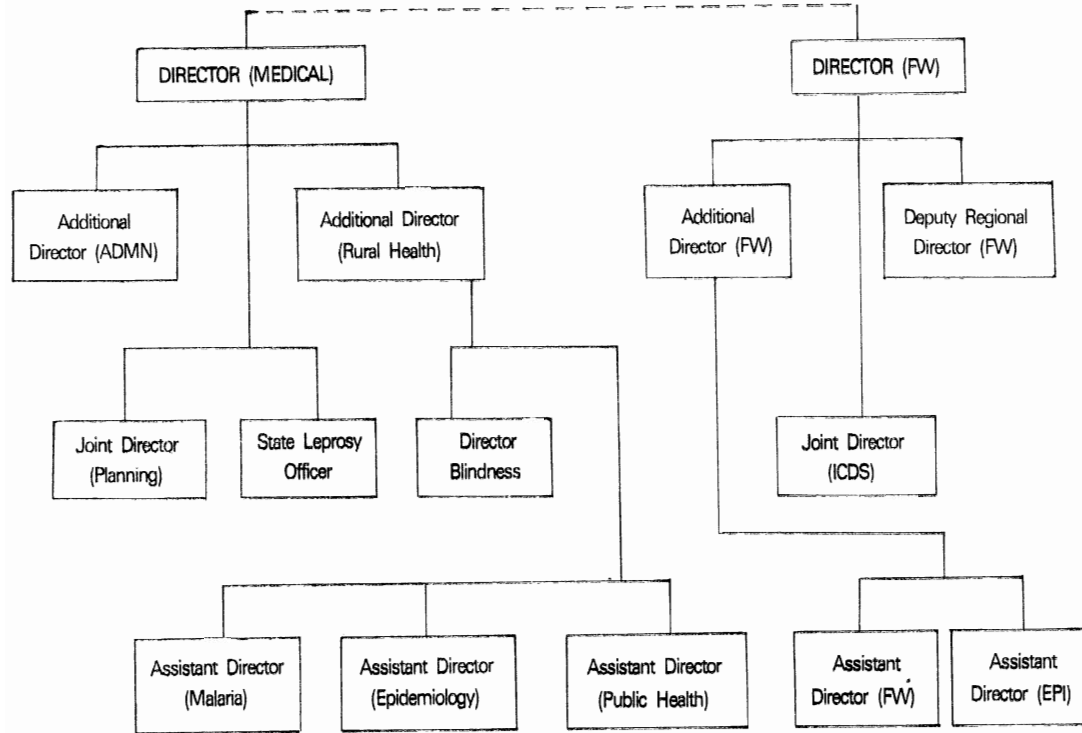 DIRECTOR (MEDICAL)
DIRECTOR (FW)
Additional
Director (ADMN)
Additional Director
(Rural Health)
Additional
Director (FW)
Deputy Regional
Director (FW)
Joint Director
(Planning)
State Leprosy
Officer
Director
Blindness
Joint Director
(ICDS)
Assistant Director
(Malaria)
Assistant Director
(Epidemiology)
Assistant Director
(Public Health)
Assistant
Director (FW)
Assistant
Director (EPI)